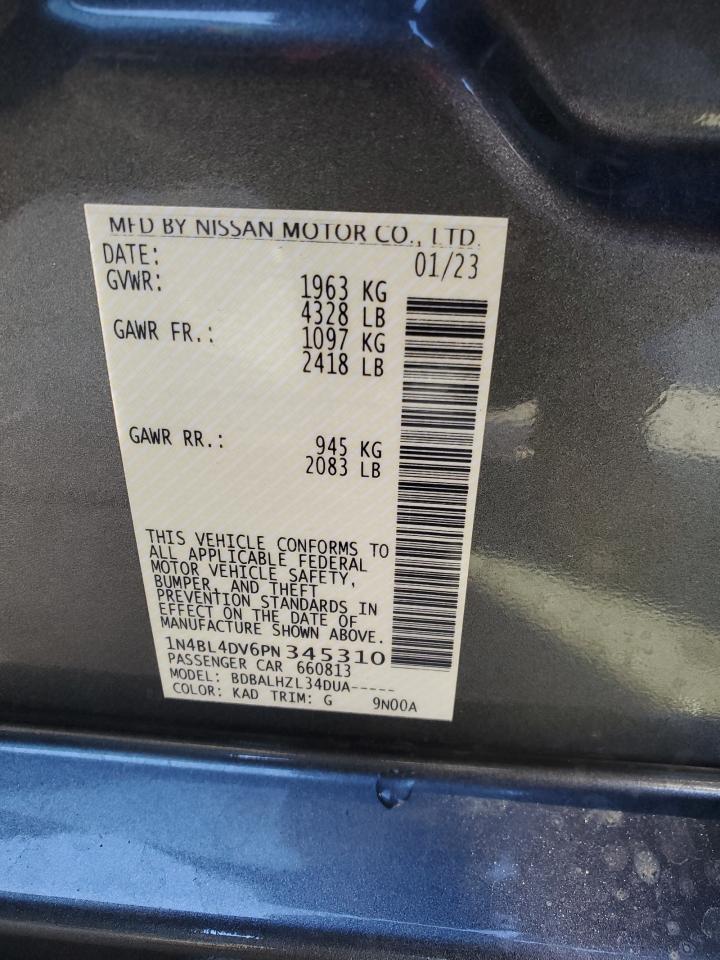 MFD BY NISSAN MOTOR CO., LTD.
DATE: 01/23
GVWR: 1963 KG
4328 LB
GAWR FR.: 1097 KG
2418 LB
GAWR RR.: 945 KG
2083 LB
THIS VEHICLE CONFORMS TO
ALL APPLICABLE FEDERAL
MOTOR VEHICLE SAFETY,
BUMPER, AND THEFT
PREVENTION STANDARDS IN
EFFECT ON THE DATE OF
MANUFACTURE SHOWN ABOVE.
1N4BL4DV6PN345310
PASSENGER CAR 660813
MODEL: BDBALHZL34DUA-----
COLOR: KAD TRIM: G 9N00A